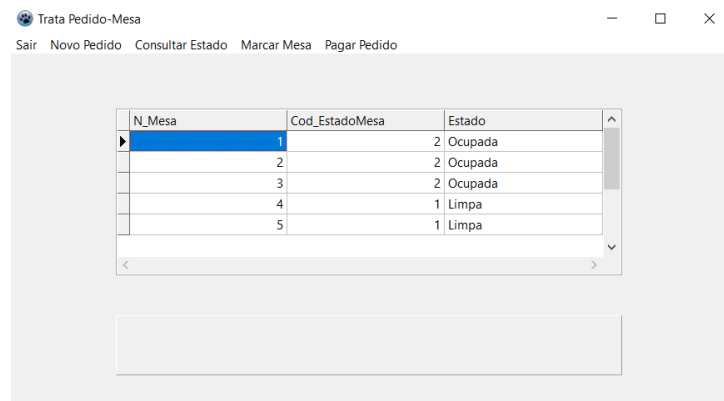 Trata Pedido-Mesa
Sair Novo Pedido Consultar Estado Marcar Mesa Pagar Pedido
N_Mesa Cod_EstadoMesa Estado
1 2 Ocupada
2 2 Ocupada
3 2 Ocupada
4 1 Limpa
5 1 Limpa